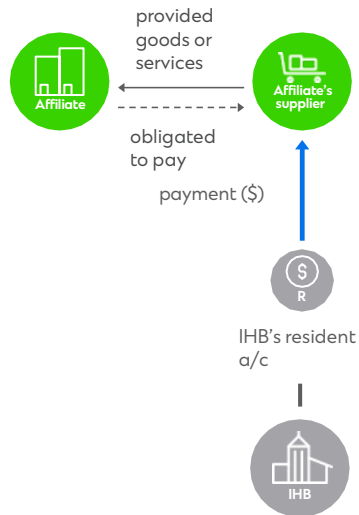 provided
goods or
services
Affiliate
Affiliate's
supplier
obligated
to pay
payment ($)
$
R
IHB's resident
a/c
IHB